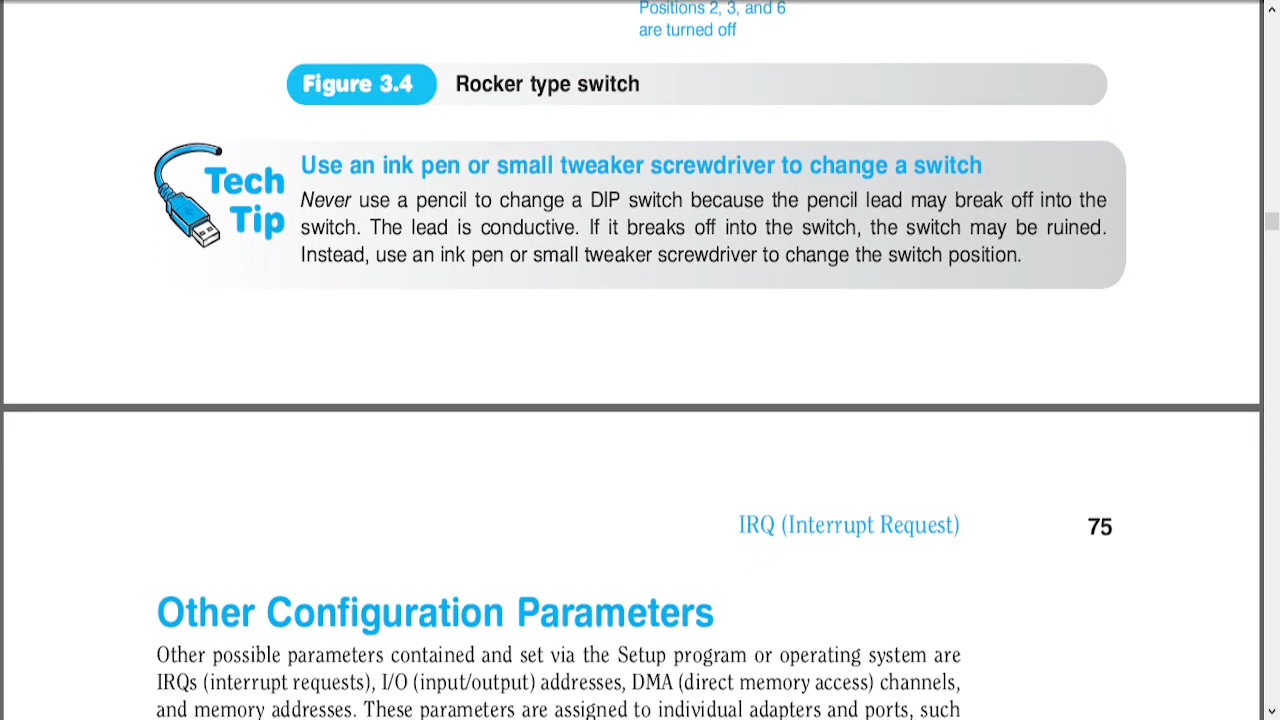 Positions 2, 3, and 6
are turned off
Figure 3.4 Rocker type switch
Tech
Tip
Use an ink pen or small tweaker screwdriver to change a switch
Never use a pencil to change a DIP switch because the pencil lead may break off into the
switch. The lead is conductive. If it breaks off into the switch, the switch may be ruined.
Instead, use an ink pen or small tweaker screwdriver to change the switch position.
IRQ (Interrupt Request) 75
Other Configuration Parameters
Other possible parameters contained and set via the Setup program or operating system are
IRQs (interrupt requests), I/O (input/output) addresses, DMA (direct memory access) channels,
and memory addresses. These parameters are assigned to individual adapters and ports, such